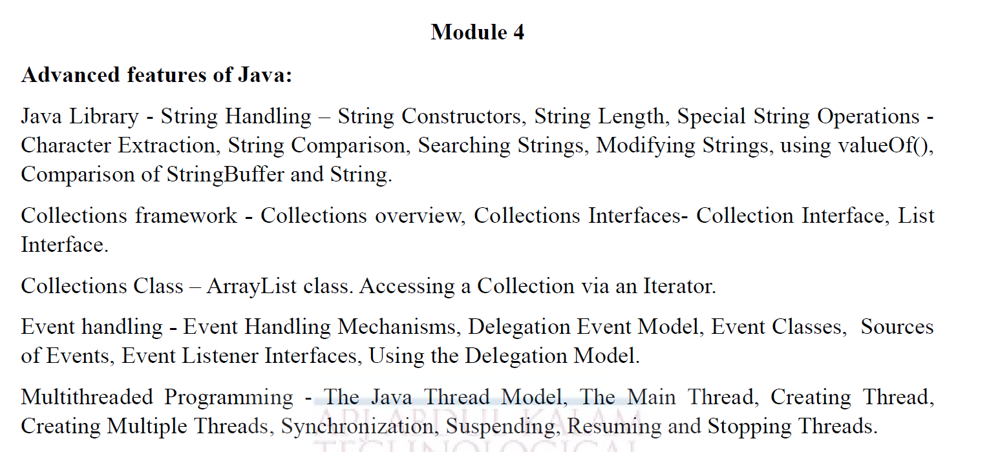 Module 4
Advanced features of Java:
Java Library - String Handling – String Constructors, String Length, Special String Operations -
Character Extraction, String Comparison, Searching Strings, Modifying Strings, using valueOf(),
Comparison of StringBuffer and String.
Collections framework - Collections overview, Collections Interfaces- Collection Interface, List
Interface.
Collections Class – ArrayList class. Accessing a Collection via an Iterator.
Event handling - Event Handling Mechanisms, Delegation Event Model, Event Classes,  Sources
of Events, Event Listener Interfaces, Using the Delegation Model.
Multithreaded Programming - The Java Thread Model, The Main Thread, Creating Thread,
Creating Multiple Threads, Synchronization, Suspending, Resuming and Stopping Threads.
APJ ABDUL KALAM
TECHNOLOGICAL